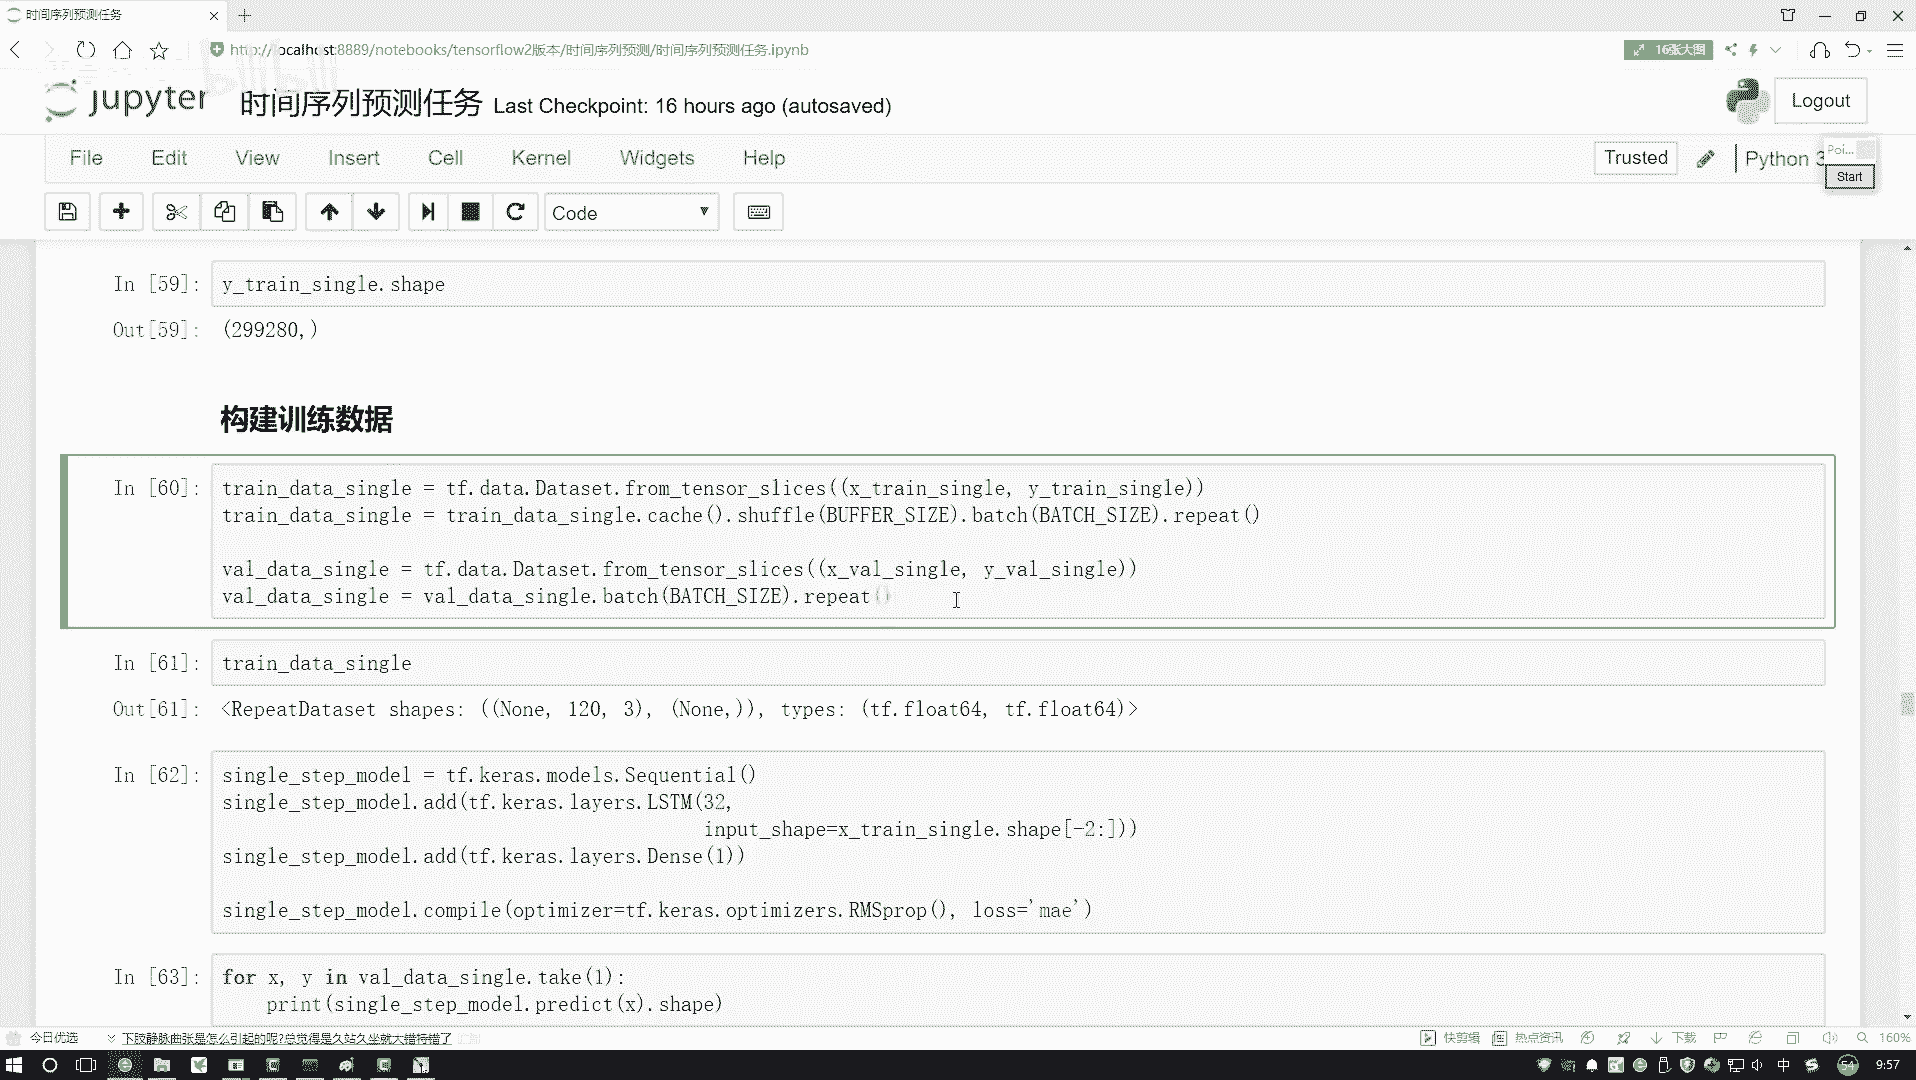 时间序列预测任务
http://localhost:8889/notebooks/tensorflow2版本/时间序列预测/时间序列预测任务.ipynb
16张大图
jupyter 时间序列预测任务 Last Checkpoint: 16 hours ago (autosaved)
Logout
File Edit View Insert Cell Kernel Widgets Help
Trusted Python 3
Poi...
Start
Code
In [59]: y_train_single.shape
Out[59]: (299280,)
构建训练数据
In [60]: train_data_single = tf.data.Dataset.from_tensor_slices((x_train_single, y_train_single))
train_data_single = train_data_single.cache().shuffle(BUFFER_SIZE).batch(BATCH_SIZE).repeat()
val_data_single = tf.data.Dataset.from_tensor_slices((x_val_single, y_val_single))
val_data_single = val_data_single.batch(BATCH_SIZE).repeat()
In [61]: train_data_single
Out[61]: <RepeatDataset shapes: ((None, 120, 3), (None,)), types: (tf.float64, tf.float64)>
In [62]: single_step_model = tf.keras.models.Sequential()
single_step_model.add(tf.keras.layers.LSTM(32,
input_shape=x_train_single.shape[-2:]))
single_step_model.add(tf.keras.layers.Dense(1))
single_step_model.compile(optimizer=tf.keras.optimizers.RMSprop(), loss='mae')
In [63]: for x, y in val_data_single.take(1):
print(single_step_model.predict(x).shape)
今日优选 下肢静脉曲张是怎么引起的呢?总觉得是久站久坐就大错特错了
快剪辑 热点资讯 下载 160%
中 54 9:57